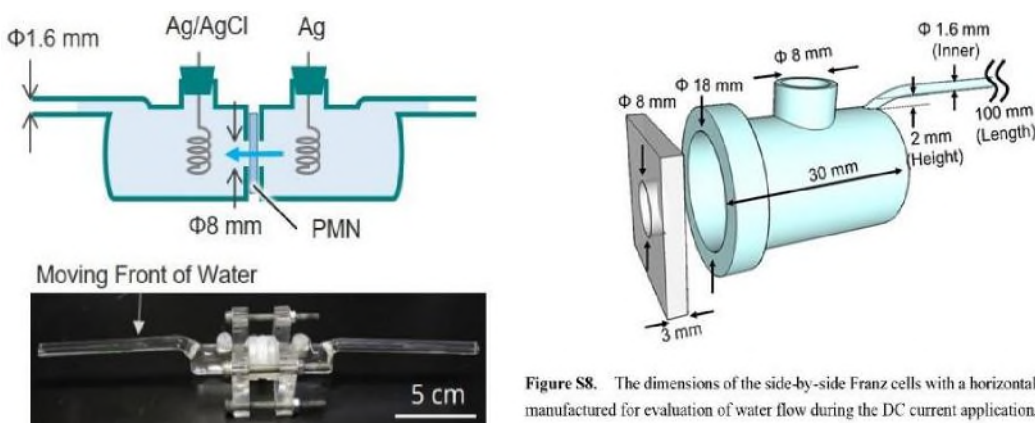 Ag/AgCl Ag
Φ1.6 mm
Φ8 mm PMN
Moving Front of Water
5 cm
Φ 1.6 mm
(Inner)
Φ 8 mm
Φ 18 mm
Φ 8 mm
100 mm
(Length)
2 mm
(Height)
30 mm
3 mm
Figure S8. The dimensions of the side-by-side Franz cells with a horizontal
manufactured for evaluation of water flow during the DC current application.